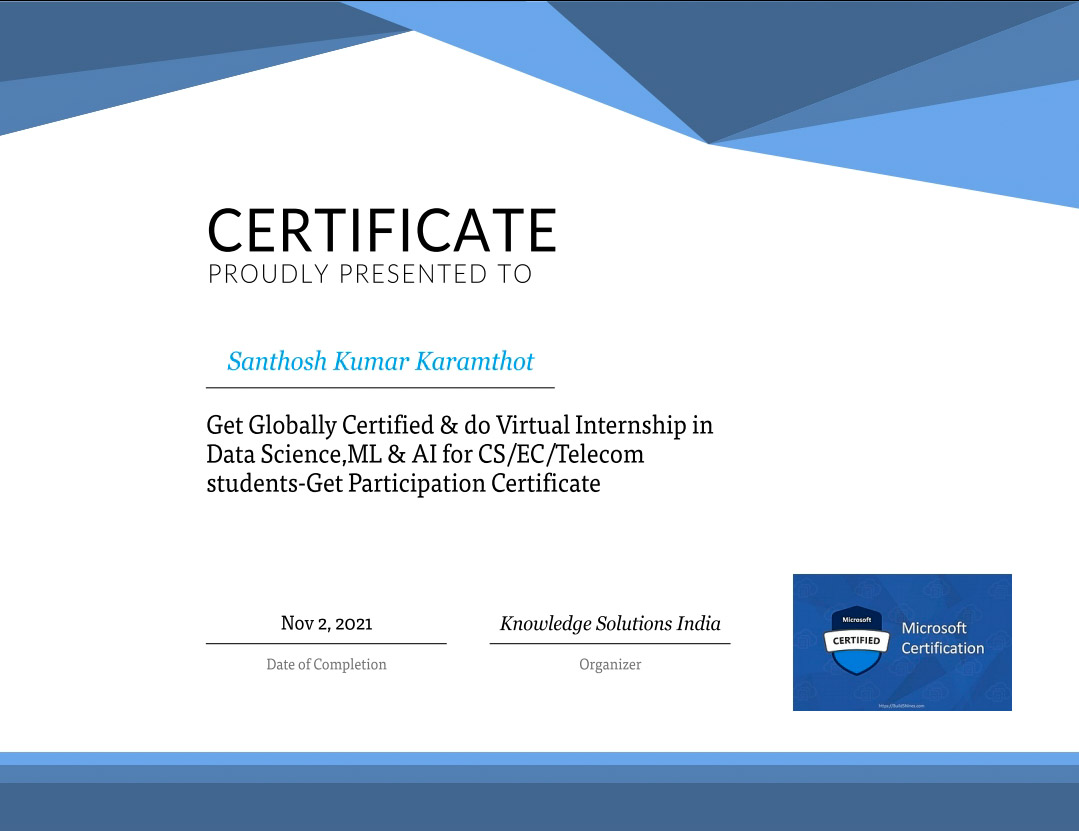 CERTIFICATE
PROUDLY PRESENTED TO
Santhosh Kumar Karamthot
Get Globally Certified & do Virtual Internship in
Data Science,ML & AI for CS/EC/Telecom
students-Get Participation Certificate
Nov 2, 2021
Date of Completion
Knowledge Solutions India
Organizer
Microsoft
CERTIFIED
Microsoft
Certification